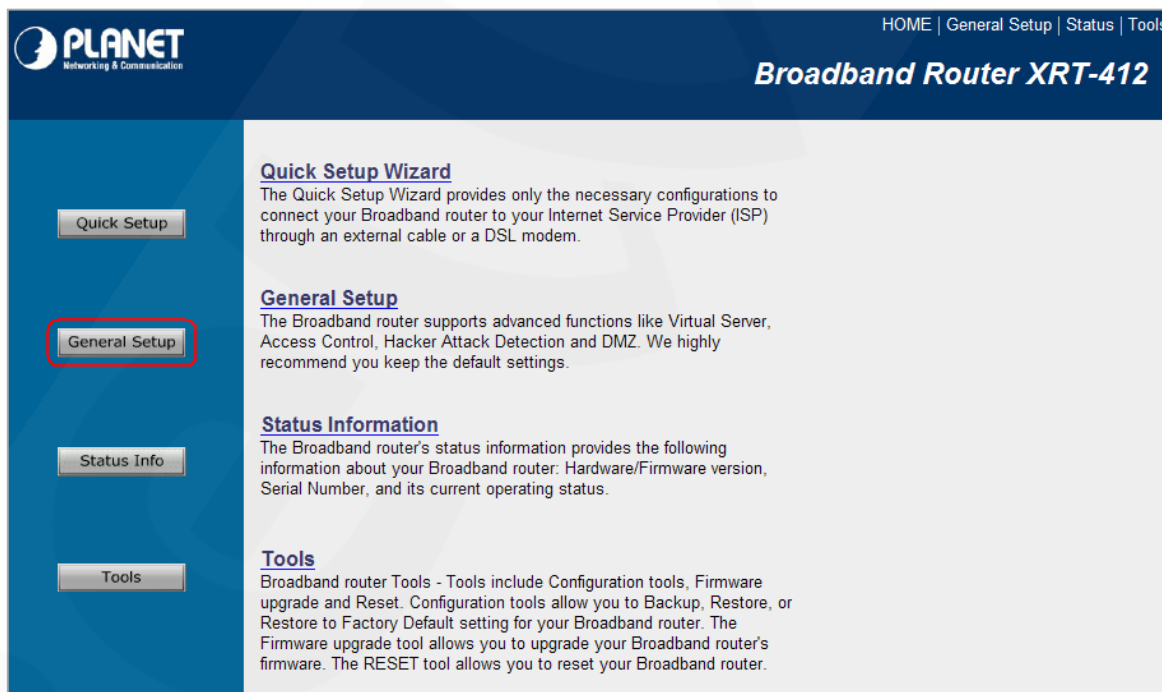 PLANET
Networking & Communication
HOME | General Setup | Status | Tools
Broadband Router XRT-412
Quick Setup
General Setup
Status Info
Tools
Quick Setup Wizard
The Quick Setup Wizard provides only the necessary configurations to
connect your Broadband router to your Internet Service Provider (ISP)
through an external cable or a DSL modem.
General Setup
The Broadband router supports advanced functions like Virtual Server,
Access Control, Hacker Attack Detection and DMZ. We highly
recommend you keep the default settings.
Status Information
The Broadband router's status information provides the following
information about your Broadband router: Hardware/Firmware version,
Serial Number, and its current operating status.
Tools
Broadband router Tools - Tools include Configuration tools, Firmware
upgrade and Reset. Configuration tools allow you to Backup, Restore, or
Restore to Factory Default setting for your Broadband router. The
Firmware upgrade tool allows you to upgrade your Broadband router's
firmware. The RESET tool allows you to reset your Broadband router.